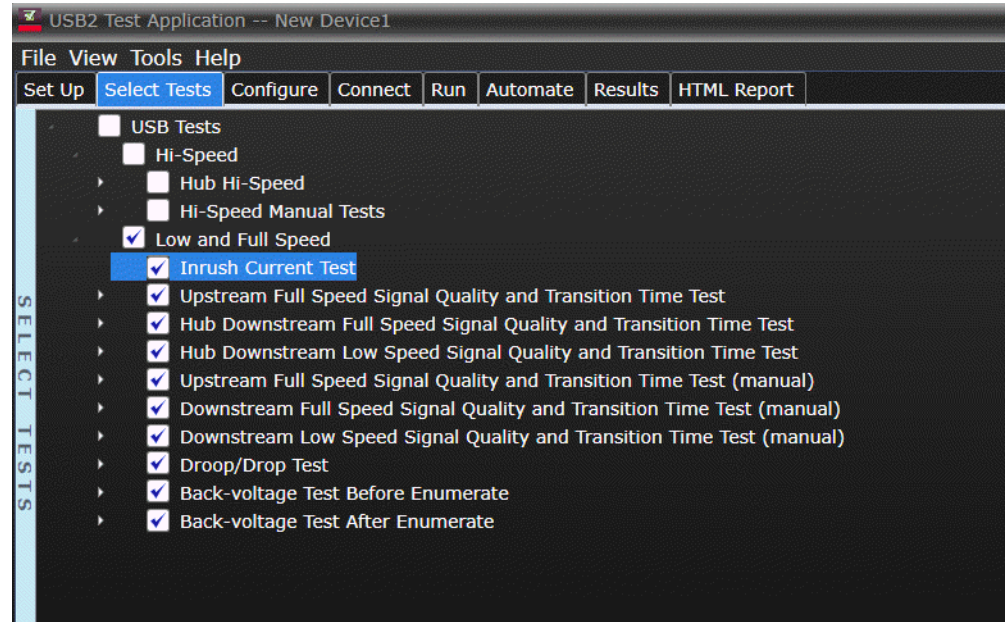 USB2 Test Application -- New Device1
File View Tools Help
Set Up Select Tests Configure Connect Run Automate Results HTML Report
USB Tests
Hi-Speed
Hub Hi-Speed
Hi-Speed Manual Tests
Low and Full Speed
Inrush Current Test
Upstream Full Speed Signal Quality and Transition Time Test
Hub Downstream Full Speed Signal Quality and Transition Time Test
Hub Downstream Low Speed Signal Quality and Transition Time Test
Upstream Full Speed Signal Quality and Transition Time Test (manual)
Downstream Full Speed Signal Quality and Transition Time Test (manual)
Downstream Low Speed Signal Quality and Transition Time Test (manual)
Droop/Drop Test
Back-voltage Test Before Enumerate
Back-voltage Test After Enumerate
SELECT TESTS